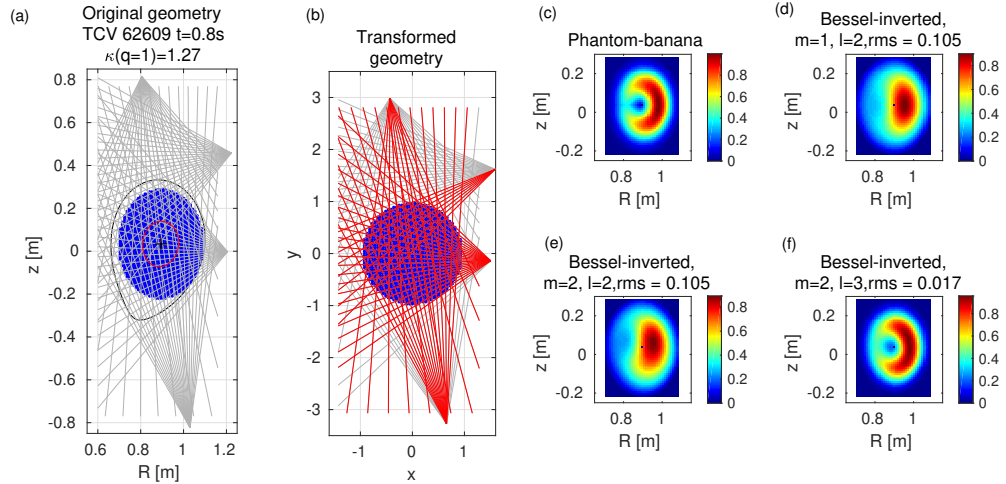 (a)
Original geometry
TCV 62609 t=0.8s
κ(q=1)=1.27
0.8
0.6
0.4
0.2
0
-0.2
-0.4
-0.6
-0.8
z [m]
0.6 0.8 1 1.2
R [m]
(b)
Transformed
geometry
3
2
1
0
-1
-2
-3
y
-1 0 1
x
(c)
Phantom-banana
0.2
0
-0.2
z [m]
0.8 1
R [m]
0.8
0.6
0.4
0.2
0
(d)
Bessel-inverted,
m=1, l=2,rms = 0.105
0.2
0
-0.2
z [m]
0.8 1
R [m]
0.8
0.6
0.4
0.2
0
(e)
Bessel-inverted,
m=2, l=2,rms = 0.105
0.2
0
-0.2
z [m]
0.8 1
R [m]
0.8
0.6
0.4
0.2
0
(f)
Bessel-inverted,
m=2, l=3,rms = 0.017
0.2
0
-0.2
z [m]
0.8 1
R [m]
0.8
0.6
0.4
0.2
0